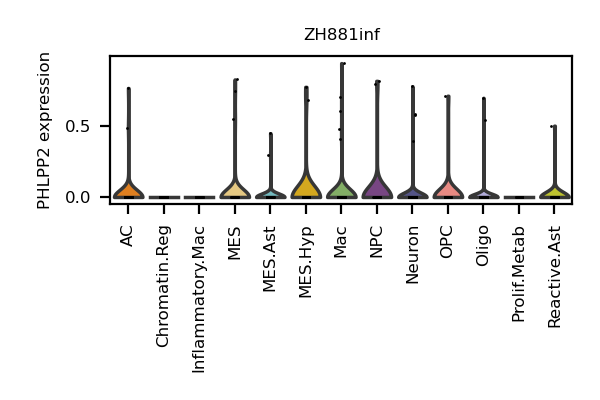 ZH881inf
PHLPP2 expression
0.5
0.0
AC
Chromatin.Reg
Inflammatory.Mac
MES
MES.Ast
MES.Hyp
Mac
NPC
Neuron
OPC
Oligo
Prolif.Metab
Reactive.Ast